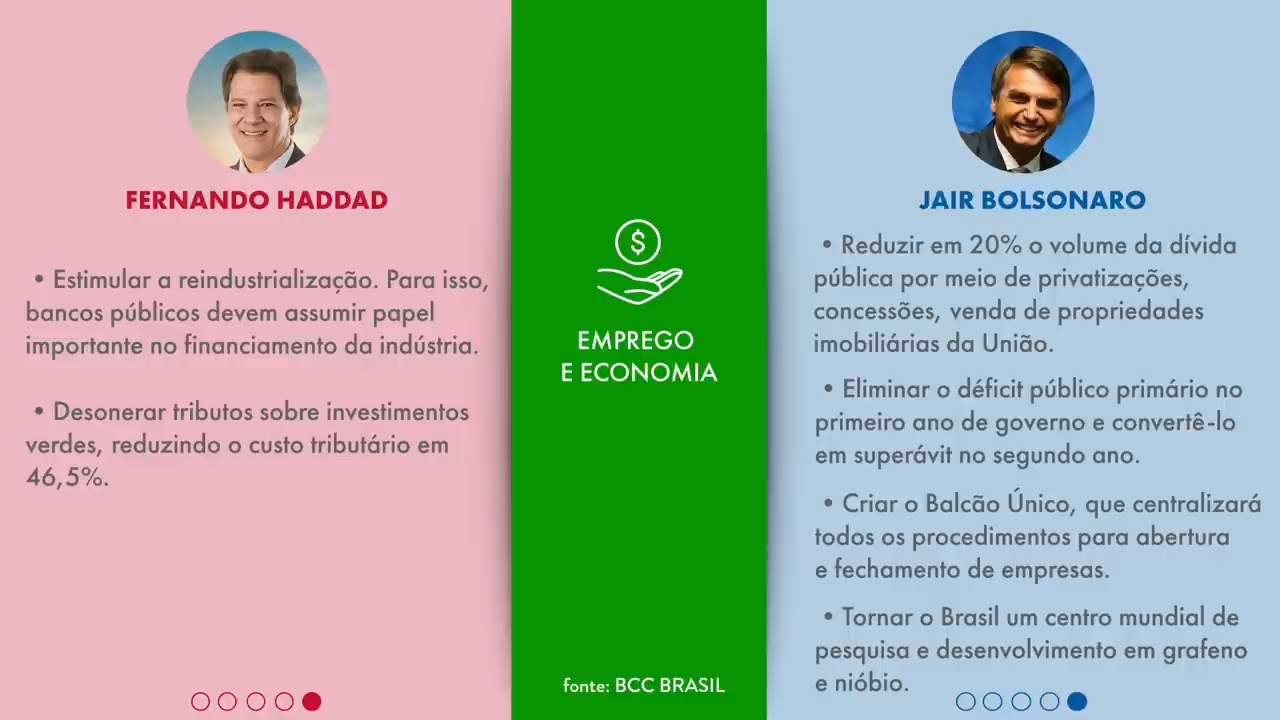 FERNANDO HADDAD
• Estimular a reindustrialização. Para isso,
bancos públicos devem assumir papel
importante no financiamento da indústria.
• Desonerar tributos sobre investimentos
verdes, reduzindo o custo tributário em
46,5%.
$
EMPREGO
E ECONOMIA
fonte: BCC BRASIL
JAIR BOLSONARO
• Reduzir em 20% o volume da dívida
pública por meio de privatizações,
concessões, venda de propriedades
imobiliárias da União.
• Eliminar o déficit público primário no
primeiro ano de governo e convertê-lo
em superávit no segundo ano.
• Criar o Balcão Único, que centralizará
todos os procedimentos para abertura
e fechamento de empresas.
• Tornar o Brasil um centro mundial de
pesquisa e desenvolvimento em grafeno
e nióbio.